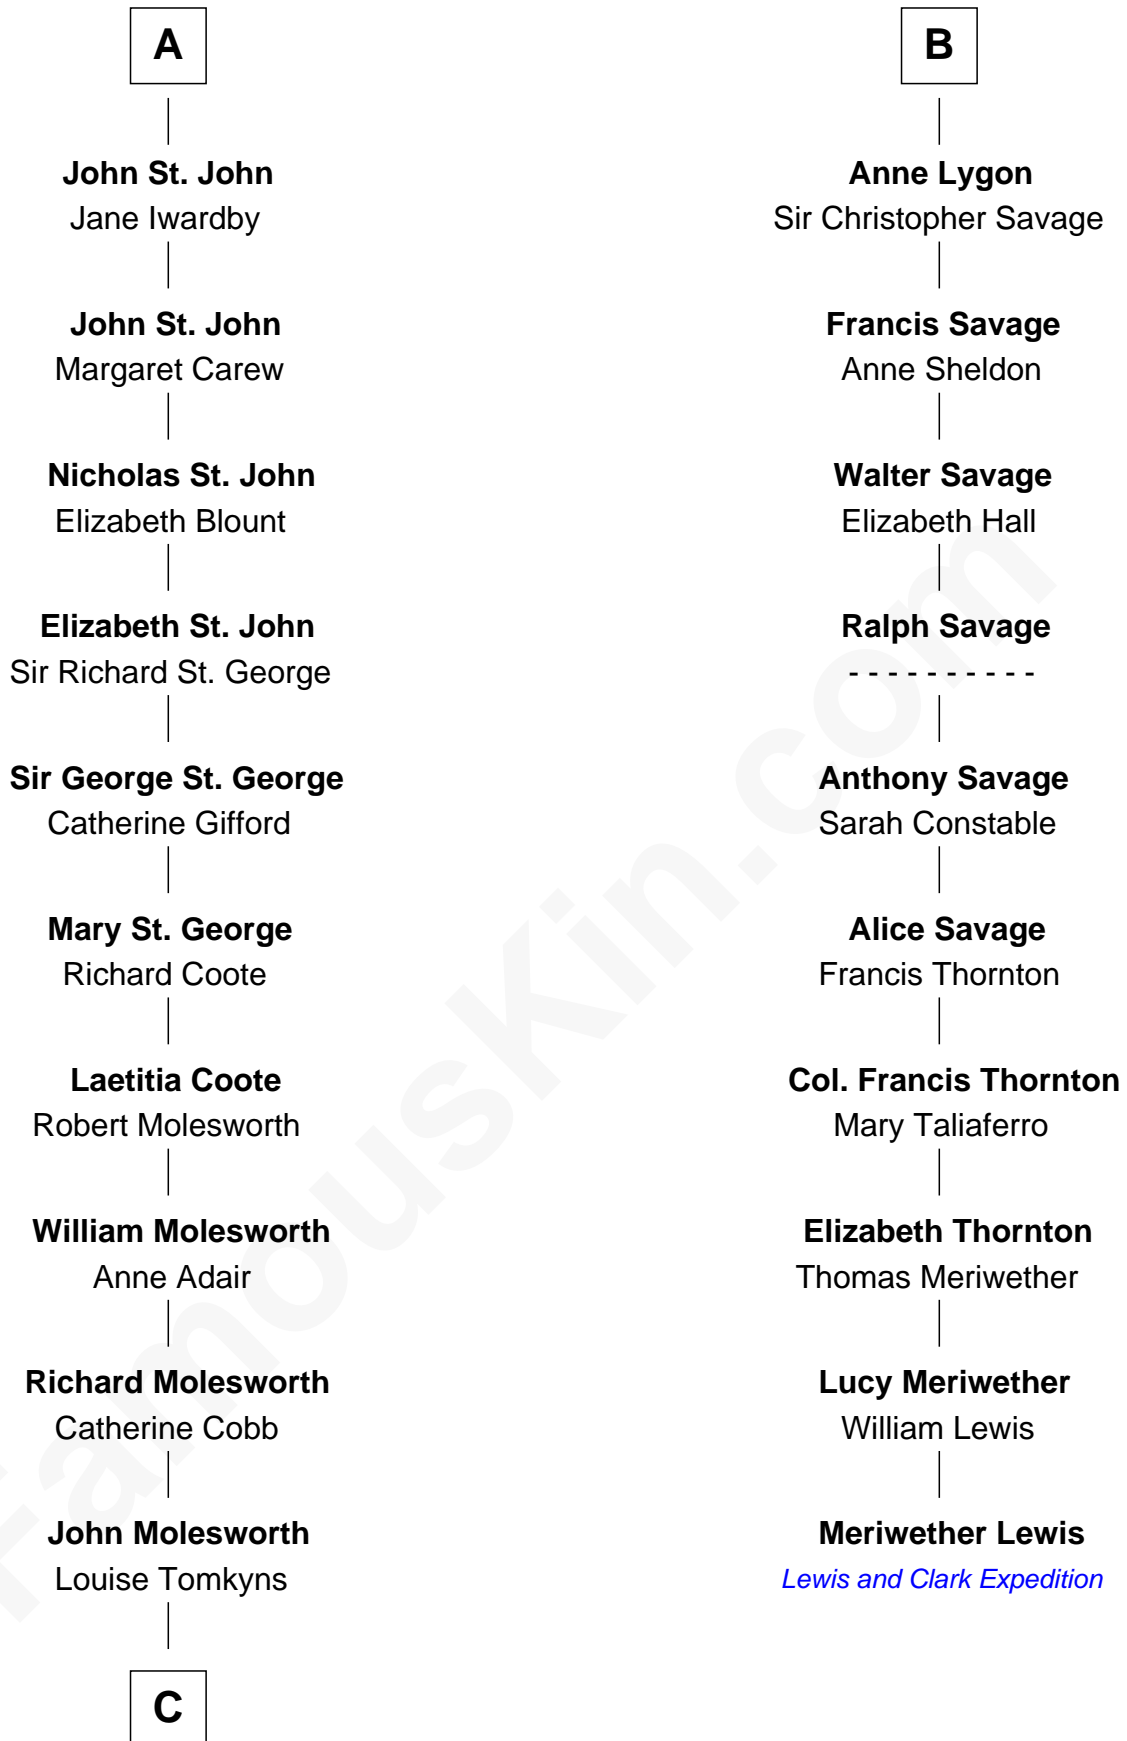 A
John St. John
Jane Iwardby
John St. John
Margaret Carew
Nicholas St. John
Elizabeth Blount
Elizabeth St. John
Sir Richard St. George
Sir George St. George
Catherine Gifford
Mary St. George
Richard Coote
Laetitia Coote
Robert Molesworth
William Molesworth
Anne Adair
Richard Molesworth
Catherine Cobb
John Molesworth
Louise Tomkyns
C
B
Anne Lygon
Sir Christopher Savage
Francis Savage
Anne Sheldon
Walter Savage
Elizabeth Hall
Ralph Savage
- - - - - - - - - -
Anthony Savage
Sarah Constable
Alice Savage
Francis Thornton
Col. Francis Thornton
Mary Taliaferro
Elizabeth Thornton
Thomas Meriwether
Lucy Meriwether
William Lewis
Meriwether Lewis
Lewis and Clark Expedition
FamousKin.com